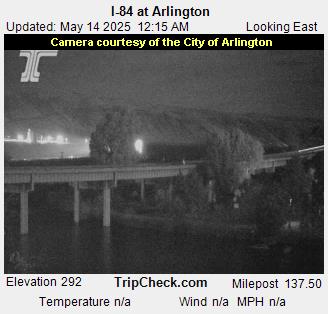 I-84 at Arlington
Updated: May 14 2025 12:15 AM Looking East
Camera courtesy of the City of Arlington
Elevation 292 TripCheck.com Milepost 137.50
Temperature n/a Wind n/a MPH n/a